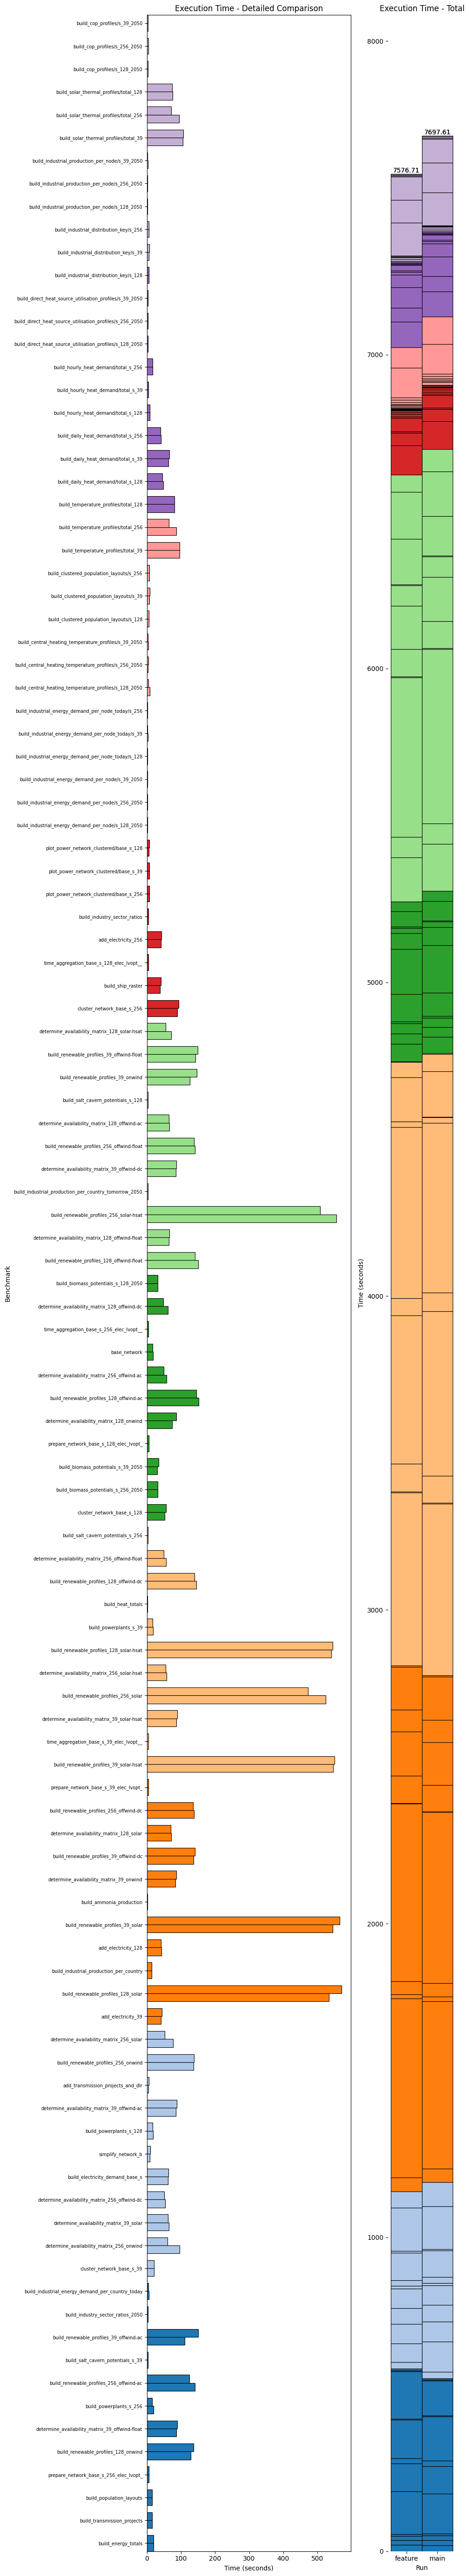 Execution Time - Detailed Comparison
Execution Time - Total
build_cop_profiles/s_39_2050
build_cop_profiles/s_256_2050
build_cop_profiles/s_128_2050
build_solar_thermal_profiles/total_128
build_solar_thermal_profiles/total_256
build_solar_thermal_profiles/total_39
build_industrial_production_per_node/s_39_2050
build_industrial_production_per_node/s_256_2050
build_industrial_production_per_node/s_128_2050
build_industrial_distribution_key/s_256
build_industrial_distribution_key/s_39
build_industrial_distribution_key/s_128
build_direct_heat_source_utilisation_profiles/s_39_2050
build_direct_heat_source_utilisation_profiles/s_256_2050
build_direct_heat_source_utilisation_profiles/s_128_2050
build_hourly_heat_demand/total_s_256
build_hourly_heat_demand/total_s_39
build_hourly_heat_demand/total_s_128
build_daily_heat_demand/total_s_256
build_daily_heat_demand/total_s_39
build_daily_heat_demand/total_s_128
build_temperature_profiles/total_128
build_temperature_profiles/total_256
build_temperature_profiles/total_39
build_clustered_population_layouts/s_256
build_clustered_population_layouts/s_39
build_clustered_population_layouts/s_128
build_central_heating_temperature_profiles/s_39_2050
build_central_heating_temperature_profiles/s_256_2050
build_central_heating_temperature_profiles/s_128_2050
build_industrial_energy_demand_per_node_today/s_256
build_industrial_energy_demand_per_node_today/s_39
build_industrial_energy_demand_per_node_today/s_128
build_industrial_energy_demand_per_node/s_39_2050
build_industrial_energy_demand_per_node/s_256_2050
build_industrial_energy_demand_per_node/s_128_2050
plot_power_network_clustered/base_s_128
plot_power_network_clustered/base_s_39
plot_power_network_clustered/base_s_256
build_industry_sector_ratios
add_electricity_256
time_aggregation_base_s_128_elec_lvopt__
build_ship_raster
cluster_network_base_s_256
determine_availability_matrix_128_solar-hsat
build_renewable_profiles_39_offwind-float
build_renewable_profiles_39_onwind
build_salt_cavern_potentials_s_128
determine_availability_matrix_128_offwind-ac
build_renewable_profiles_256_offwind-float
determine_availability_matrix_39_offwind-dc
build_industrial_production_per_country_tomorrow_2050
build_renewable_profiles_256_solar-hsat
determine_availability_matrix_128_offwind-float
build_renewable_profiles_128_offwind-float
build_biomass_potentials_s_128_2050
determine_availability_matrix_128_offwind-dc
time_aggregation_base_s_256_elec_lvopt__
base_network
determine_availability_matrix_256_offwind-ac
build_renewable_profiles_128_offwind-ac
determine_availability_matrix_128_onwind
prepare_network_base_s_128_elec_lvopt_
build_biomass_potentials_s_39_2050
build_biomass_potentials_s_256_2050
cluster_network_base_s_128
build_salt_cavern_potentials_s_256
determine_availability_matrix_256_offwind-float
build_renewable_profiles_128_offwind-dc
build_heat_totals
build_powerplants_s_39
build_renewable_profiles_128_solar-hsat
determine_availability_matrix_256_solar-hsat
build_renewable_profiles_256_solar
determine_availability_matrix_39_solar-hsat
time_aggregation_base_s_39_elec_lvopt__
build_renewable_profiles_39_solar-hsat
prepare_network_base_s_39_elec_lvopt_
build_renewable_profiles_256_offwind-dc
determine_availability_matrix_128_solar
build_renewable_profiles_39_offwind-dc
determine_availability_matrix_39_onwind
build_ammonia_production
build_renewable_profiles_39_solar
add_electricity_128
build_industrial_production_per_country
build_renewable_profiles_128_solar
add_electricity_39
determine_availability_matrix_256_solar
build_renewable_profiles_256_onwind
add_transmission_projects_and_dlr
determine_availability_matrix_39_offwind-ac
build_powerplants_s_128
simplify_network_b
build_electricity_demand_base_s
determine_availability_matrix_256_offwind-dc
determine_availability_matrix_39_solar
determine_availability_matrix_256_onwind
cluster_network_base_s_39
build_industrial_energy_demand_per_country_today
build_industry_sector_ratios_2050
build_renewable_profiles_39_offwind-ac
build_salt_cavern_potentials_s_39
build_renewable_profiles_256_offwind-ac
build_powerplants_s_256
determine_availability_matrix_39_offwind-float
build_renewable_profiles_128_onwind
prepare_network_base_s_256_elec_lvopt_
build_population_layouts
build_transmission_projects
build_energy_totals
Benchmark
0 100 200 300 400 500
Time (seconds)
8000
7000
6000
5000
4000
3000
2000
1000
0
Time (seconds)
7576.71
7697.61
feature main
Run